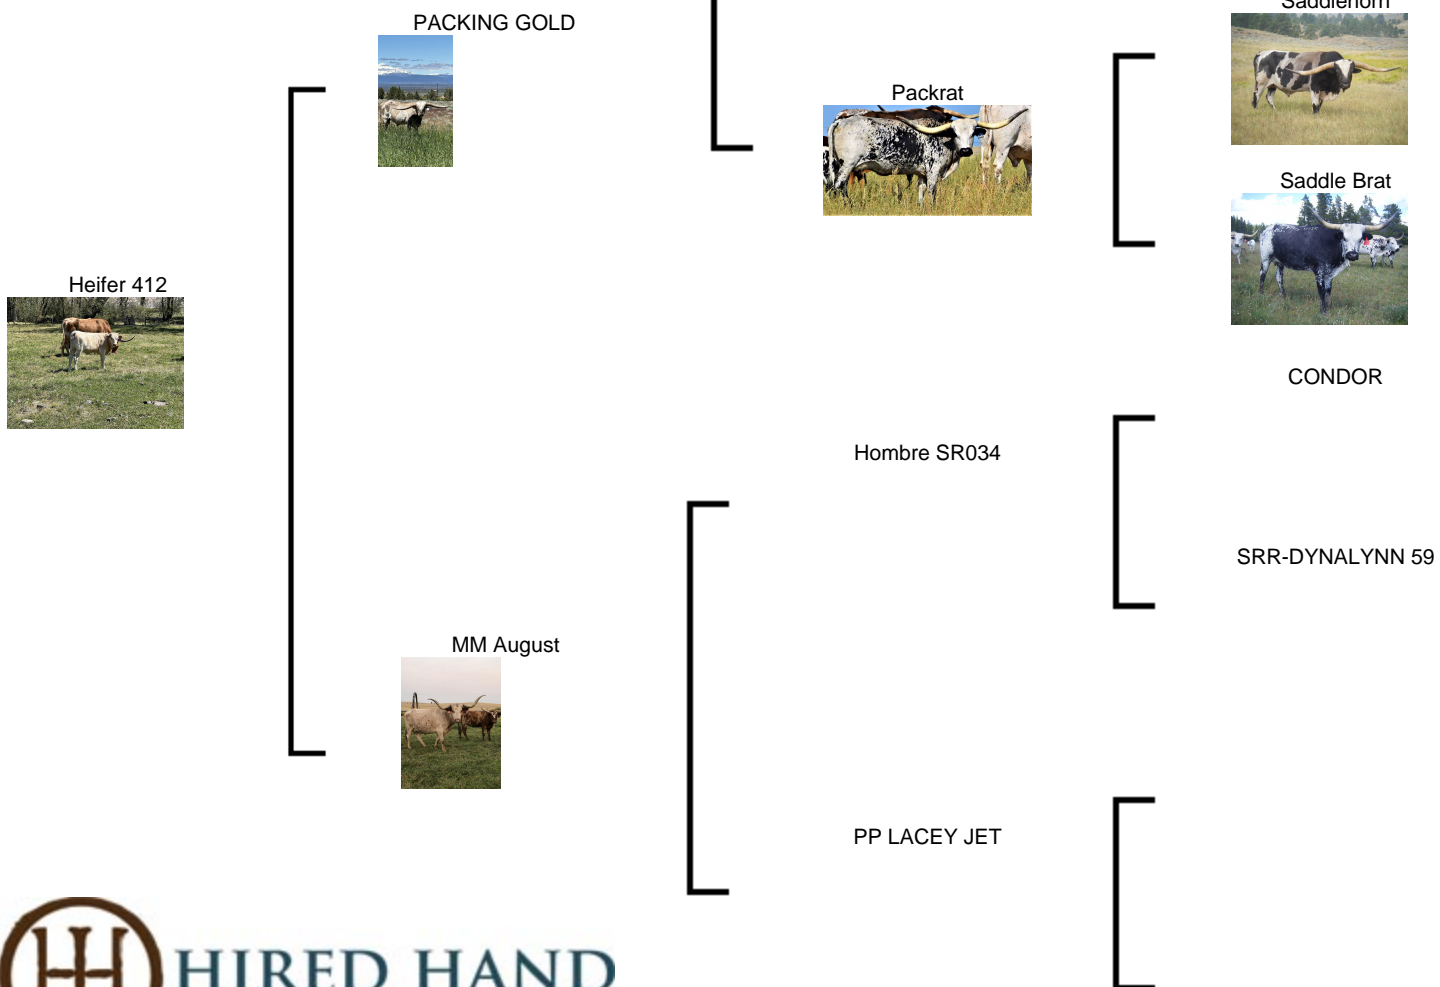 Saddlehorn
PACKING GOLD
Packrat
Saddle Brat
Heifer 412
CONDOR
Hombre SR034
SRR-DYNALYNN 59
MM August
PP LACEY JET
HIRED HAND